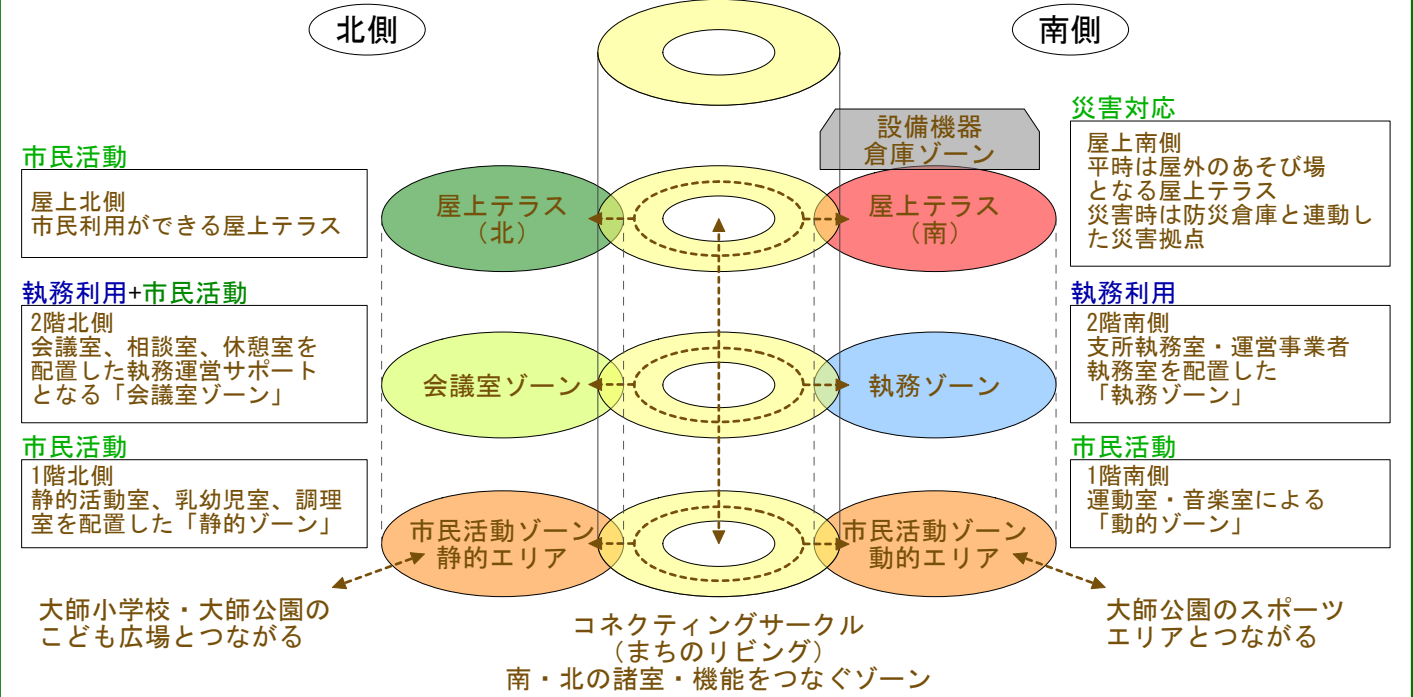 北側
南側
設備機器
倉庫ゾーン
災害対応
屋上南側
平時は屋外のあそび場
となる屋上テラス
災害時は防災倉庫と連動し
た災害拠点
市民活動
屋上北側
市民利用ができる屋上テラス
屋上テラス
（北）
屋上テラス
（南）
執務利用+市民活動
2階北側
会議室、相談室、休憩室を
配置した執務運営サポート
となる「会議室ゾーン」
会議室ゾーン
執務ゾーン
執務利用
2階南側
支所執務室・運営事業者
執務室を配置した
「執務ゾーン」
市民活動
1階北側
静的活動室、乳幼児室、調理
室を配置した「静的ゾーン」
市民活動ゾーン
静的エリア
市民活動ゾーン
動的エリア
市民活動
1階南側
運動室・音楽室による
「動的ゾーン」
大師小学校・大師公園の
こども広場とつながる
コネクティングサークル
（まちのリビング）
南・北の諸室・機能をつなぐゾーン
大師公園のスポーツ
エリアとつながる